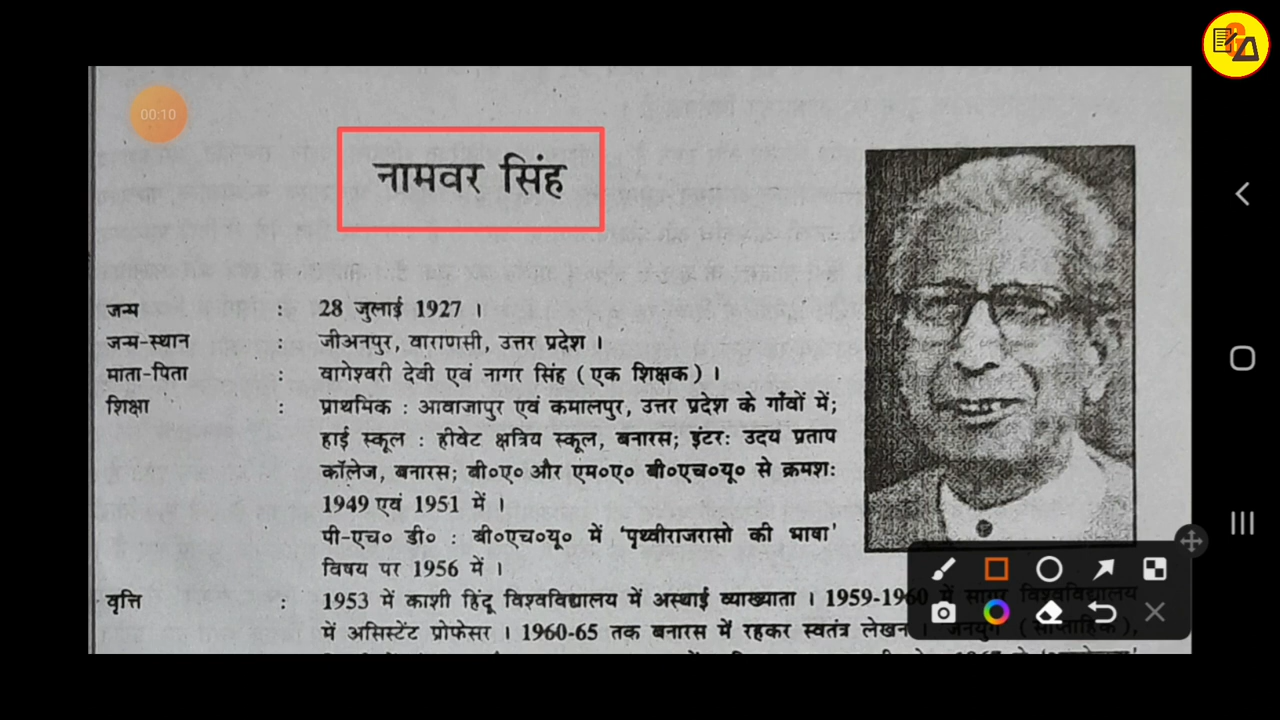 00:10
नामवर सिंह
जन्म : 28 जुलाई 1927 ।
जन्म-स्थान : जीअनपुर, वाराणसी, उत्तर प्रदेश ।
माता-पिता : वागेश्वरी देवी एवं नागर सिंह (एक शिक्षक) ।
शिक्षा : प्राथमिक : आवाजापुर एवं कमालपुर, उत्तर प्रदेश के गाँवों में;
हाई स्कूल : हीवेट क्षत्रिय स्कूल, बनारस; इंटर: उदय प्रताप
कॉलेज, बनारस; बी०ए० और एम०ए० बी०एच०यू० से क्रमश:
1949 एवं 1951 में ।
पी-एच० डी० : बी०एच०यू० में ‘पृथ्वीराजरासो की भाषा’
विषय पर 1956 में ।
वृत्ति : 1953 में काशी हिंदू विश्वविद्यालय में अस्थाई व्याख्याता । 1959-1960 में सागर विश्वविद्यालय
में असिस्टेंट प्रोफेसर । 1960-65 तक बनारस में रहकर स्वतंत्र लेखन । ‘जनयुग’ (साप्ताहिक),